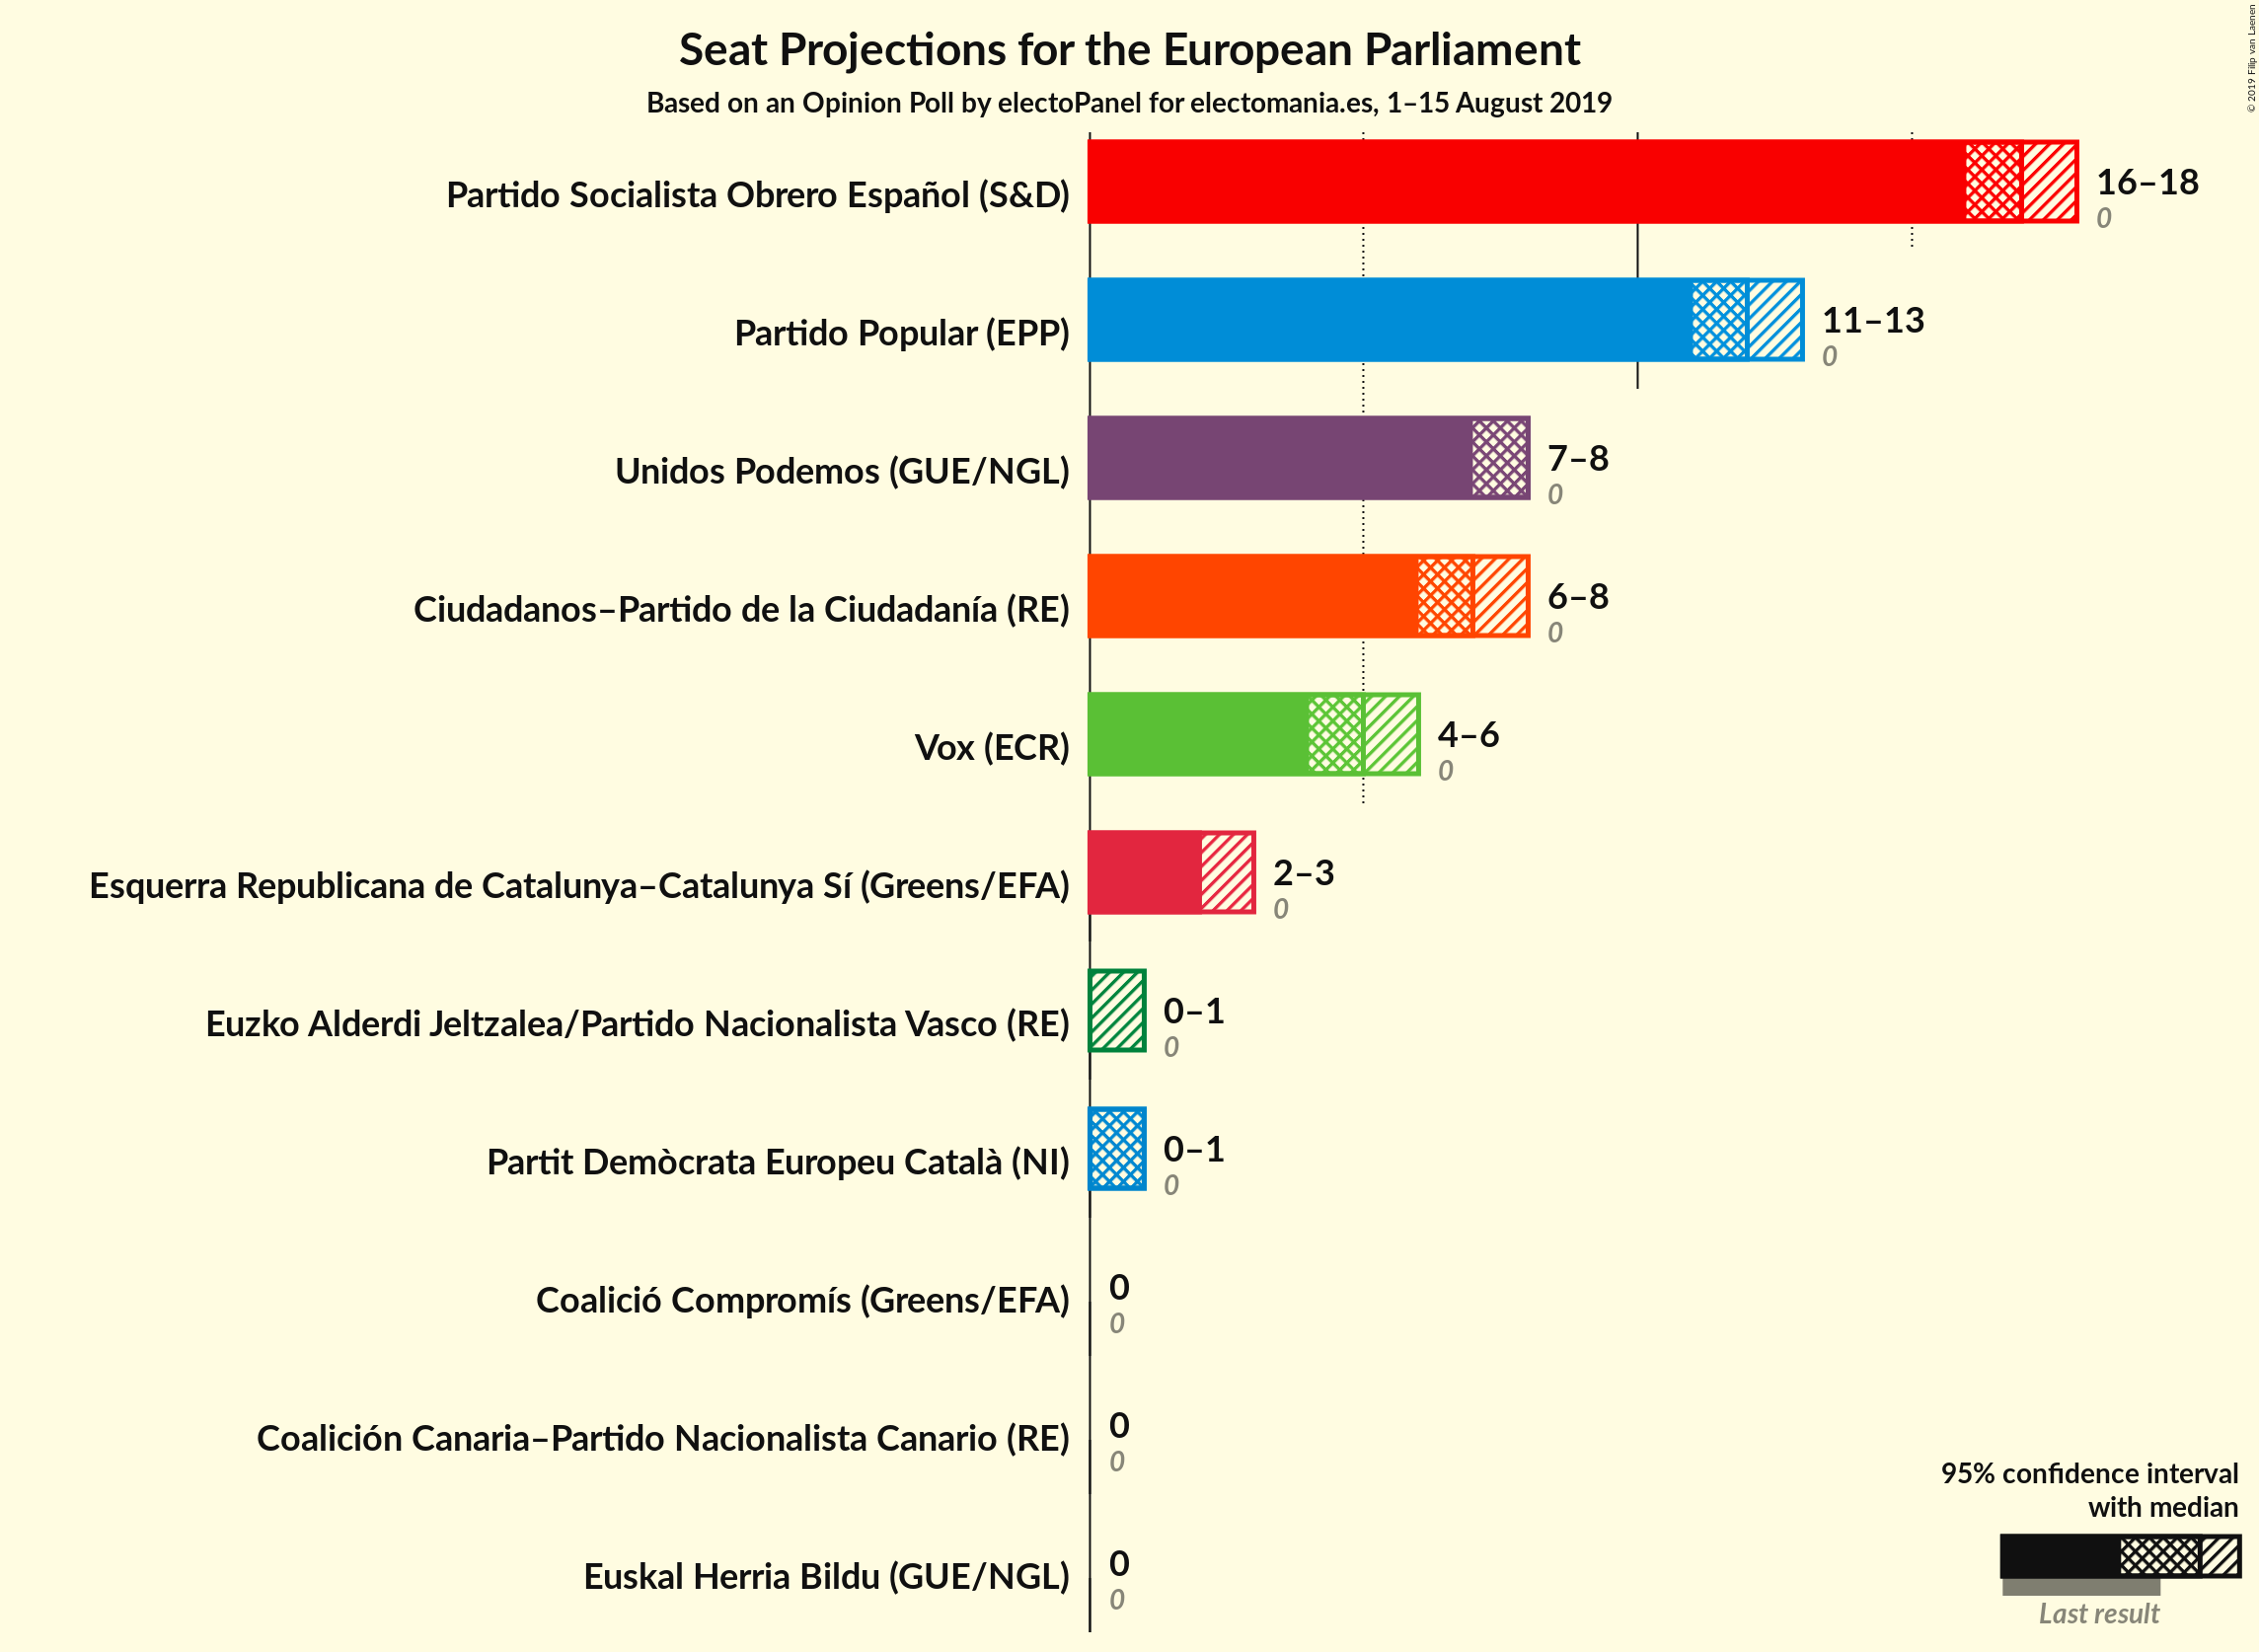 Seat Projections for the European Parliament
Based on an Opinion Poll by electoPanel for electomania.es, 1–15 August 2019
© 2019 Filip van Laenen
Partido Socialista Obrero Español (S&D)
16–18
0
Partido Popular (EPP)
11–13
0
Unidos Podemos (GUE/NGL)
7–8
0
Ciudadanos–Partido de la Ciudadanía (RE)
6–8
0
Vox (ECR)
4–6
0
Esquerra Republicana de Catalunya–Catalunya Sí (Greens/EFA)
2–3
0
Euzko Alderdi Jeltzalea/Partido Nacionalista Vasco (RE)
0–1
0
Partit Demòcrata Europeu Català (NI)
0–1
0
Coalició Compromís (Greens/EFA)
0
0
Coalición Canaria–Partido Nacionalista Canario (RE)
0
0
Euskal Herria Bildu (GUE/NGL)
0
0
95% confidence interval
with median
Last result